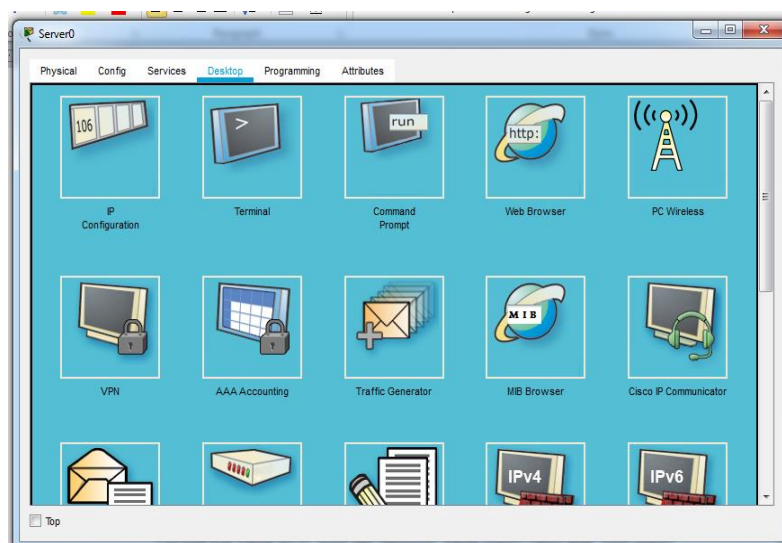 Server0
Physical Config Services Desktop Programming Attributes
106
>
run
http:
IP
Configuration
Terminal
Command
Prompt
Web Browser
PC Wireless
MIB
VPN
AAA Accounting
Traffic Generator
MIB Browser
Cisco IP Communicator
IPv4
IPv6
Top